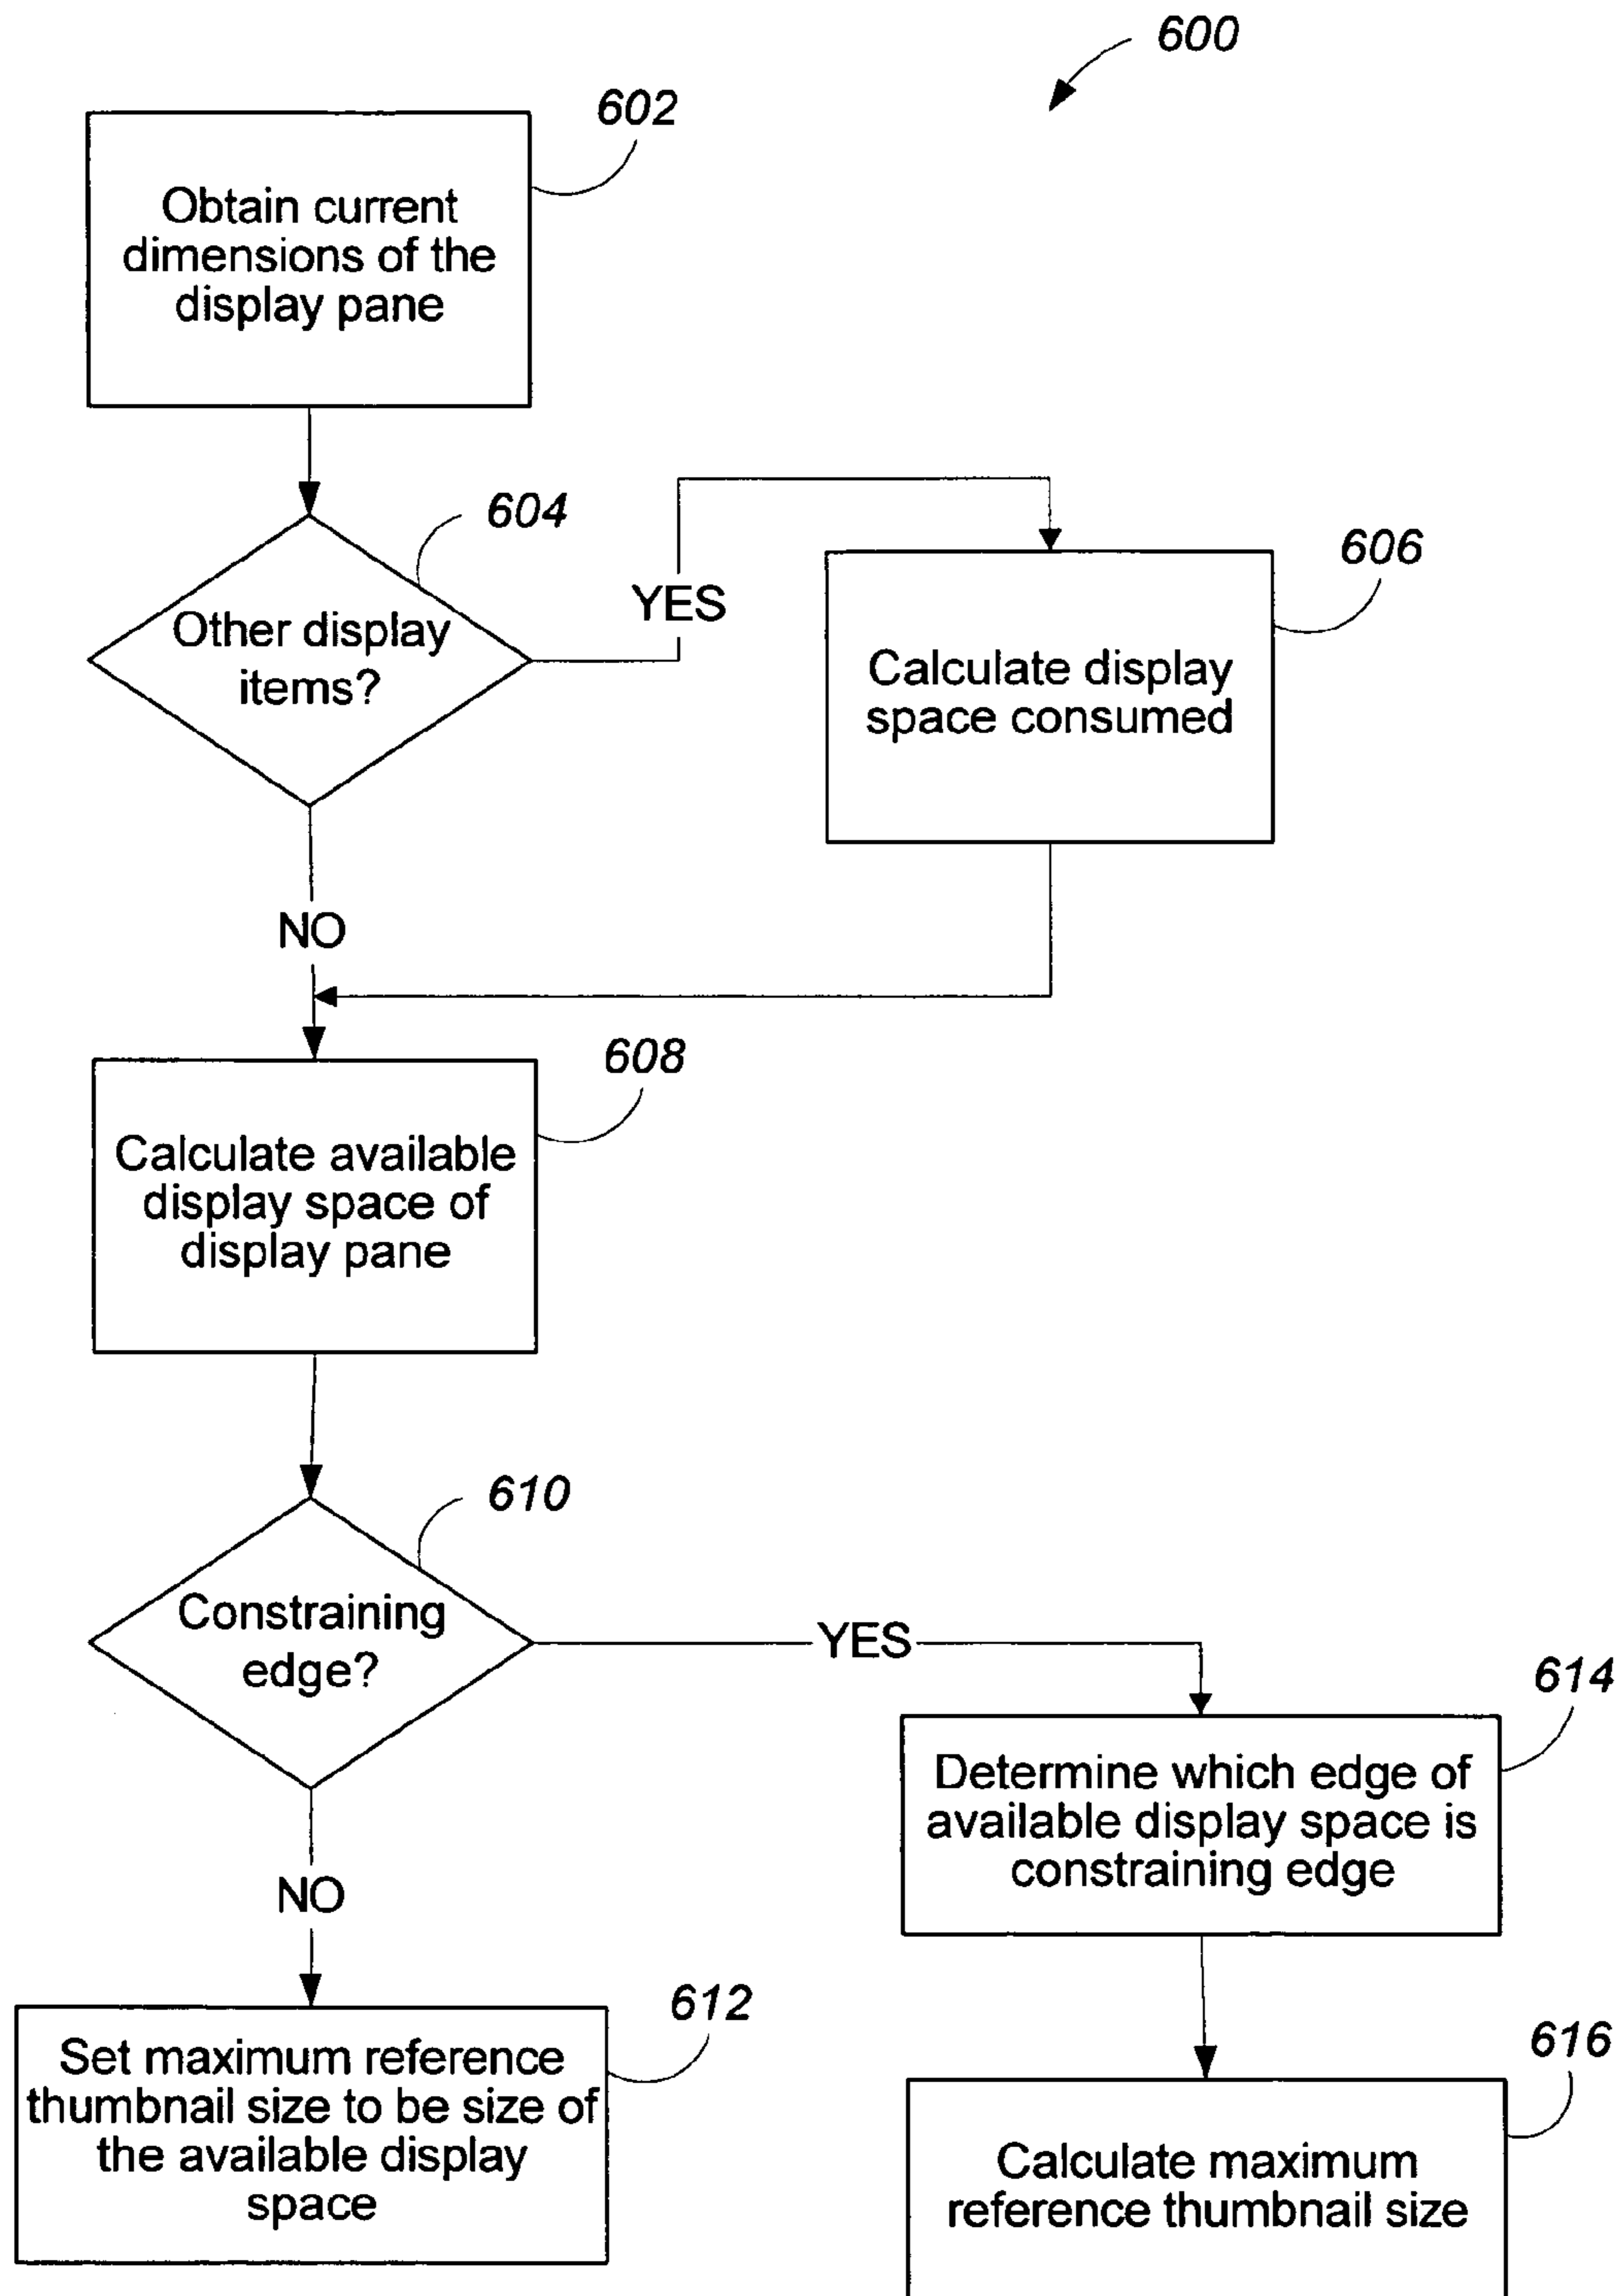 600
602
Obtain current
dimensions of the
display pane
604
Other display
items?
YES
606
Calculate display
space consumed
NO
608
Calculate available
display space of
display pane
610
Constraining
edge?
YES
614
Determine which edge of
available display space is
constraining edge
NO
612
Set maximum reference
thumbnail size to be size of
the available display
space
616
Calculate maximum
reference thumbnail size